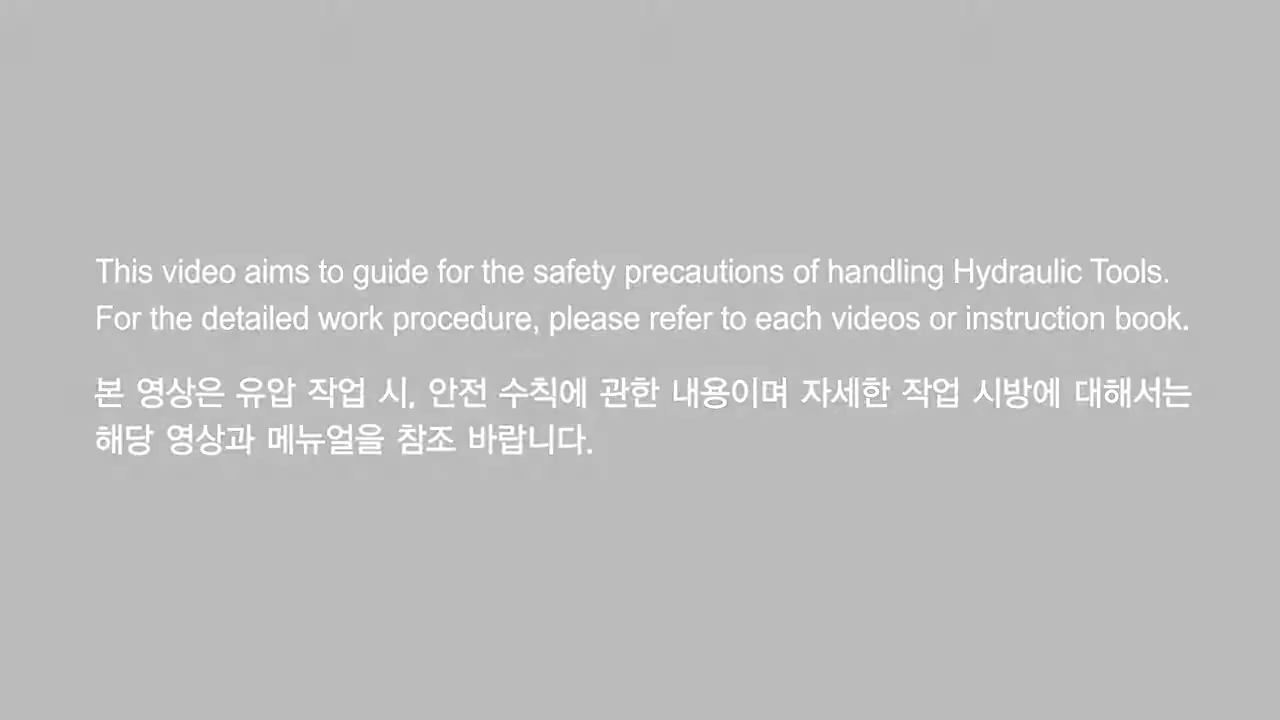 This video aims to guide for the safety precautions of handling Hydraulic Tools.
For the detailed work procedure, please refer to each videos or instruction book.
본 영상은 유압 작업 시, 안전 수칙에 관한 내용이며 자세한 작업 시방에 대해서는
해당 영상과 메뉴얼을 참조 바랍니다.